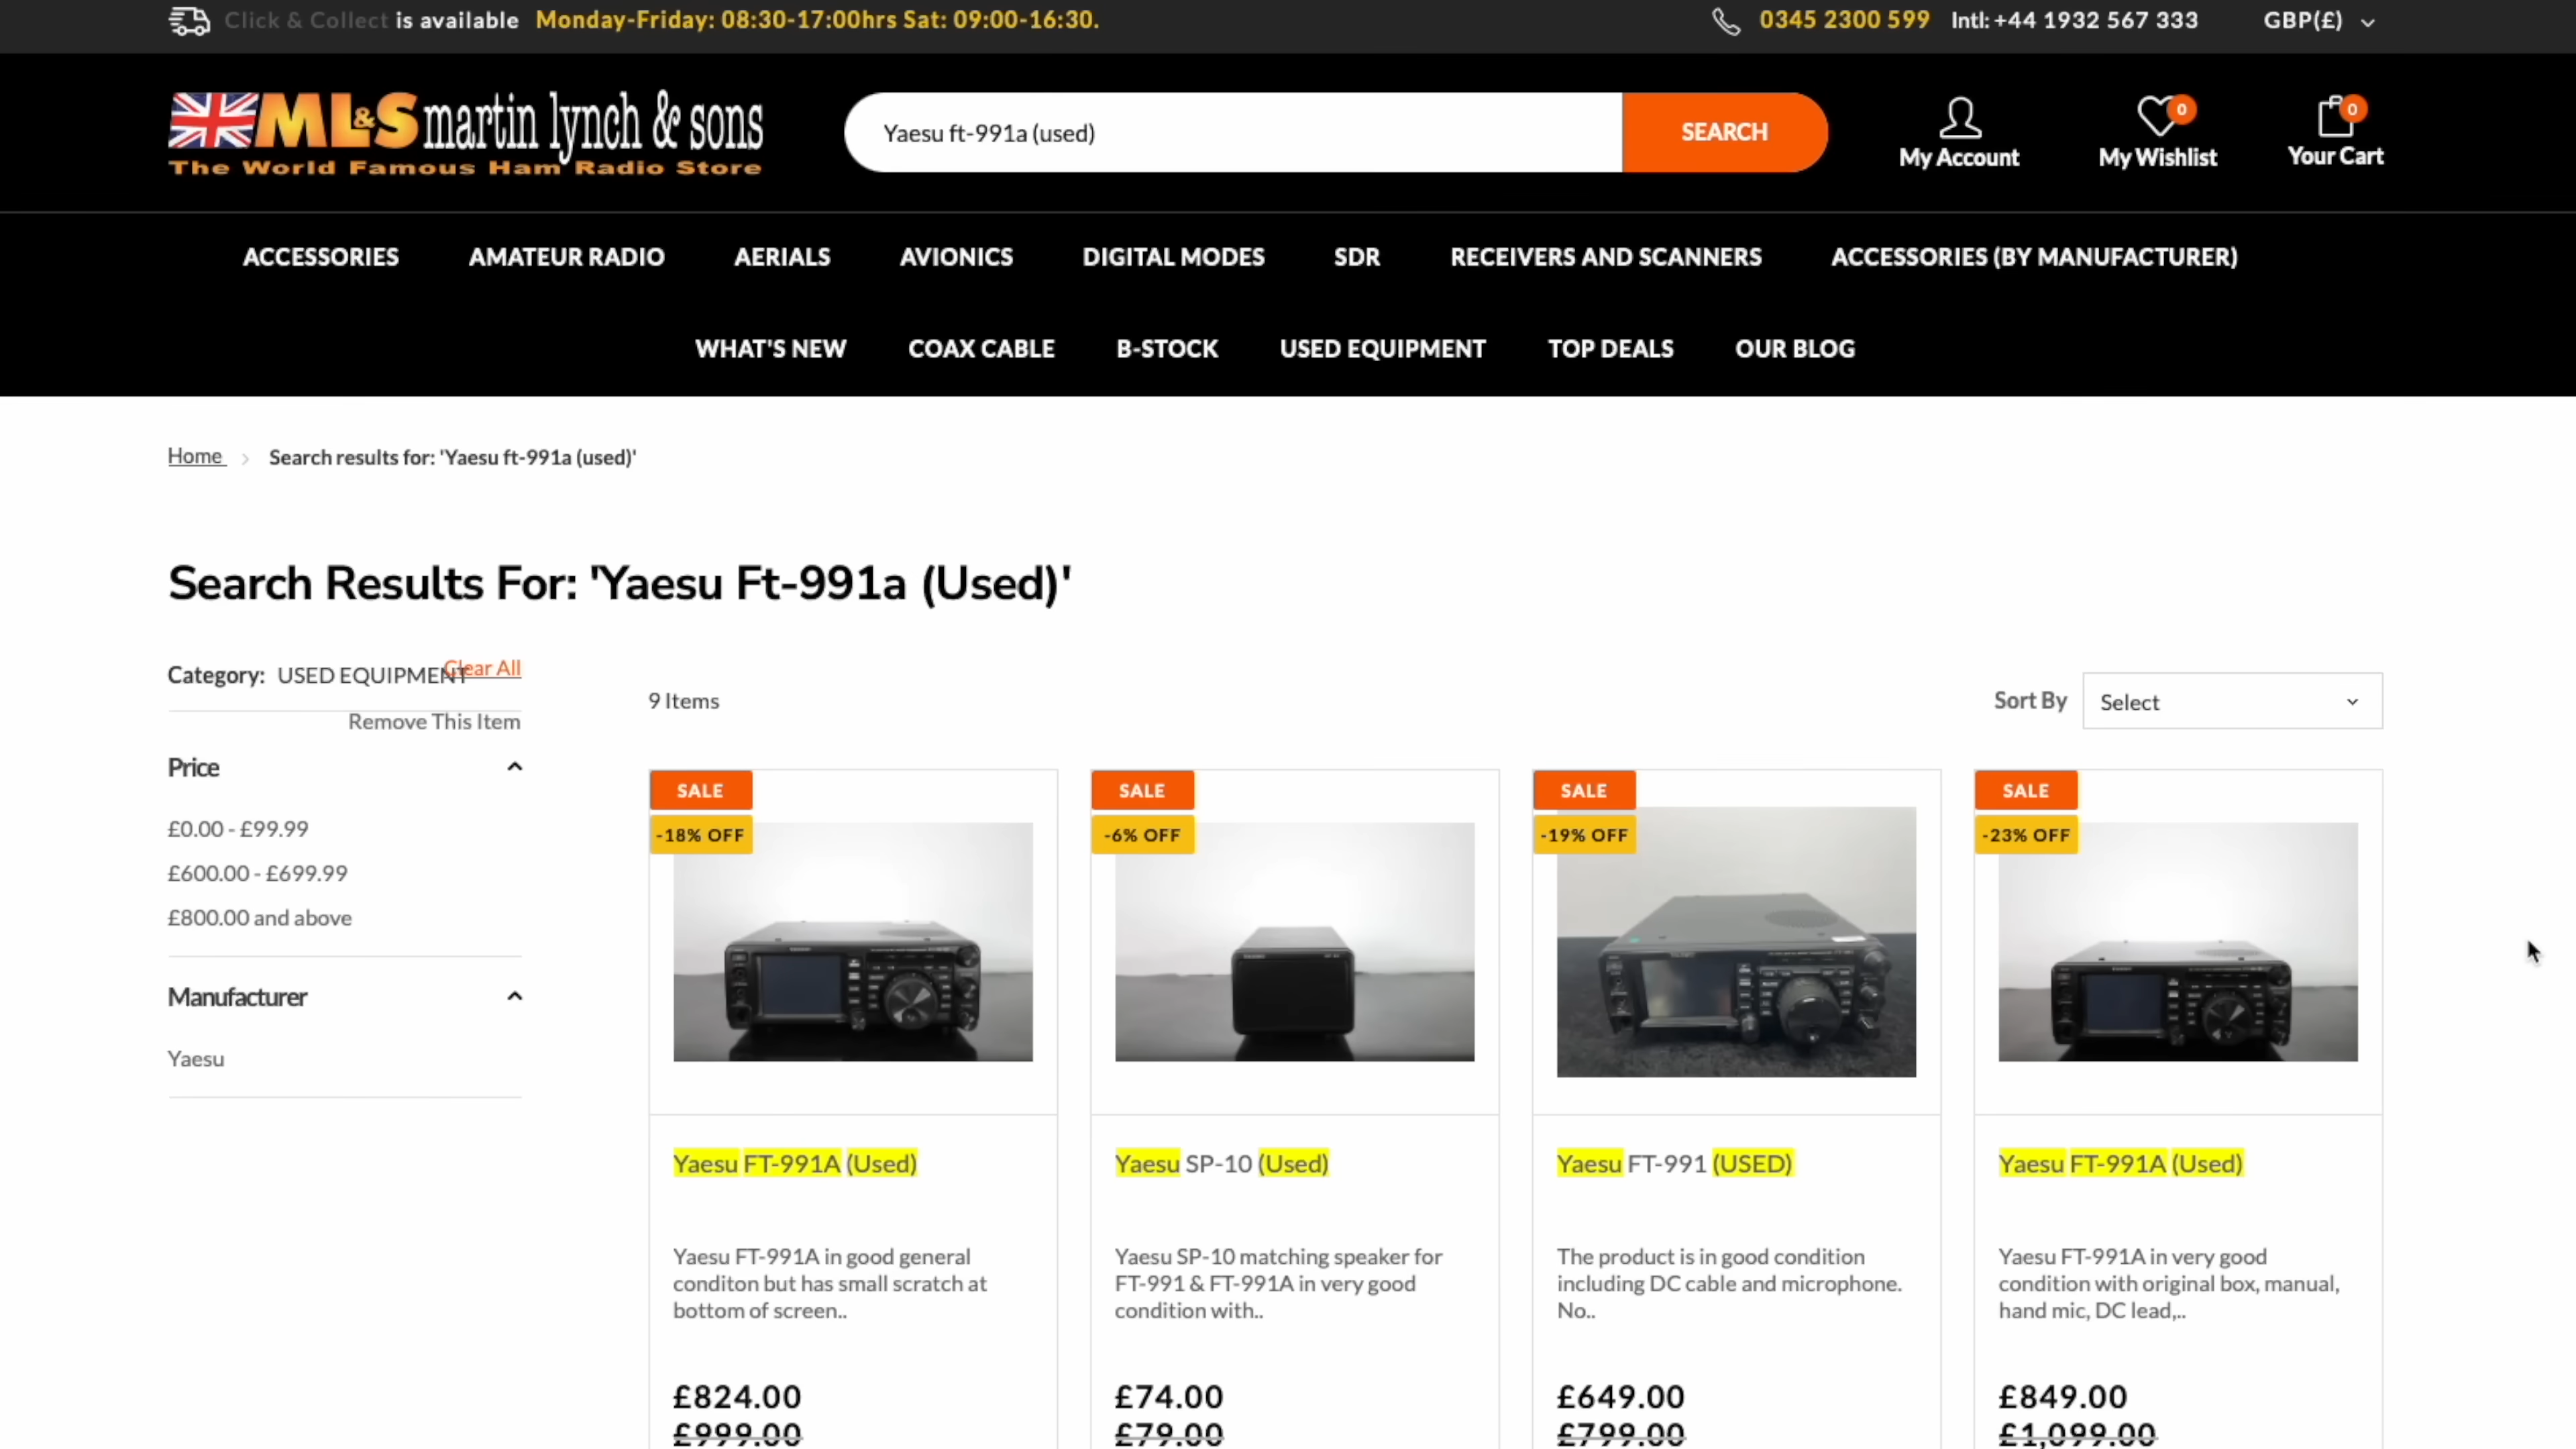 Click & Collect is available Monday-Friday: 08:30-17:00hrs Sat: 09:00-16:30.
0345 2300 599 Intl: +44 1932 567 333
GBP(£)
ML&S martin lynch & sons
The World Famous Ham Radio Store
Yaesu ft-991a (used)
SEARCH
My Account
0
My Wishlist
0
Your Cart
ACCESSORIES AMATEUR RADIO AERIALS AVIONICS DIGITAL MODES SDR RECEIVERS AND SCANNERS ACCESSORIES (BY MANUFACTURER)
WHAT'S NEW COAX CABLE B-STOCK USED EQUIPMENT TOP DEALS OUR BLOG
Home > Search results for: 'Yaesu ft-991a (used)'
Search Results For: 'Yaesu Ft-991a (Used)'
Category: USED EQUIPMENT
Clear All
Remove This Item
Price
£0.00 - £99.99
£600.00 - £699.99
£800.00 and above
Manufacturer
Yaesu
9 Items
Sort By Select
SALE
-18% OFF
Yaesu FT-991A (Used)
Yaesu FT-991A in good general
conditon but has small scratch at
bottom of screen..
£824.00
£999.00
SALE
-6% OFF
Yaesu SP-10 (Used)
Yaesu SP-10 matching speaker for
FT-991 & FT-991A in very good
condition with..
£74.00
£79.00
SALE
-19% OFF
Yaesu FT-991 (USED)
The product is in good condition
including DC cable and microphone.
No..
£649.00
£799.00
SALE
-23% OFF
Yaesu FT-991A (Used)
Yaesu FT-991A in very good
condition with original box, manual,
hand mic, DC lead,..
£849.00
£1,099.00